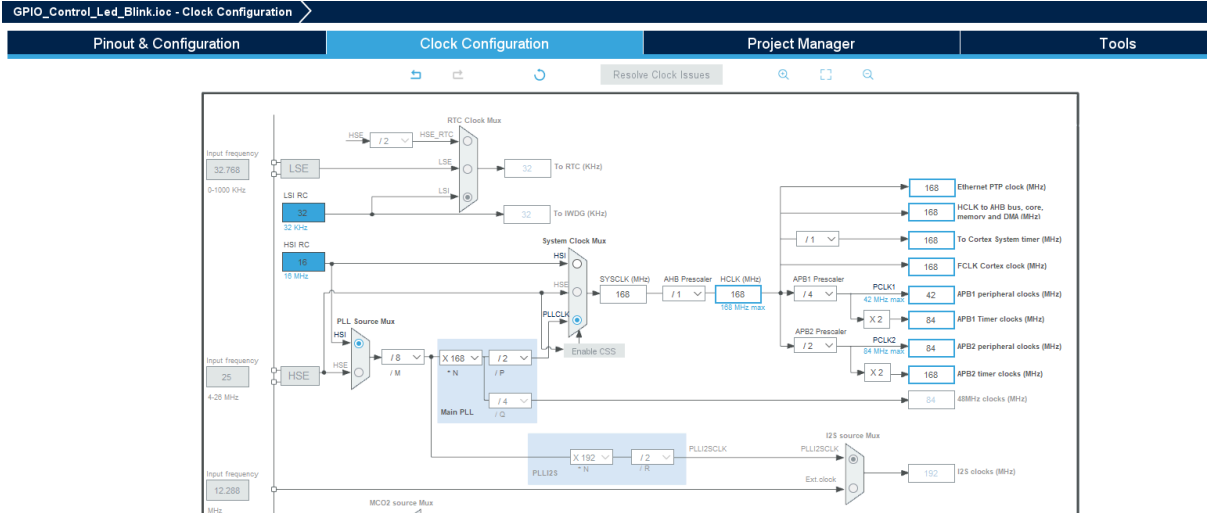 GPIO_Control_Led_Blink.ioc - Clock Configuration
Pinout & Configuration
Clock Configuration
Project Manager
Tools
Resolve Clock Issues
RTC Clock Mux
HSE
/ 2
HSE_RTC
Input frequency
32.768
0-1000 KHz
LSE
LSE
32
To RTC (KHz)
LSI RC
32
32 KHz
LSI
32
To IWDG (KHz)
HSI RC
16
16 MHz
System Clock Mux
HSI
HSE
PLLCLK
Enable CSS
SYSCLK (MHz)
168
AHB Prescaler
/ 1
HCLK (MHz)
168
168 MHz max
168
Ethernet PTP clock (MHz)
168
HCLK to AHB bus, core,
memory and DMA (MHz)
/ 1
168
To Cortex System timer (MHz)
168
FCLK Cortex clock (MHz)
APB1 Prescaler
/ 4
PCLK1
42 MHz max
42
APB1 peripheral clocks (MHz)
X 2
84
APB1 Timer clocks (MHz)
APB2 Prescaler
/ 2
PCLK2
84 MHz max
84
APB2 peripheral clocks (MHz)
X 2
168
APB2 timer clocks (MHz)
PLL Source Mux
HSI
HSE
Input frequency
25
4-26 MHz
HSE
/ 8
/ M
X 168
* N
/ 2
/ P
/ 4
/ Q
Main PLL
84
48MHz clocks (MHz)
X 192
* N
/ 2
/ R
PLLI2S
PLLI2SCLK
I2S source Mux
PLLI2SCLK
Ext.clock
192
I2S clocks (MHz)
Input frequency
12.288
MHz
MCO2 source Mux